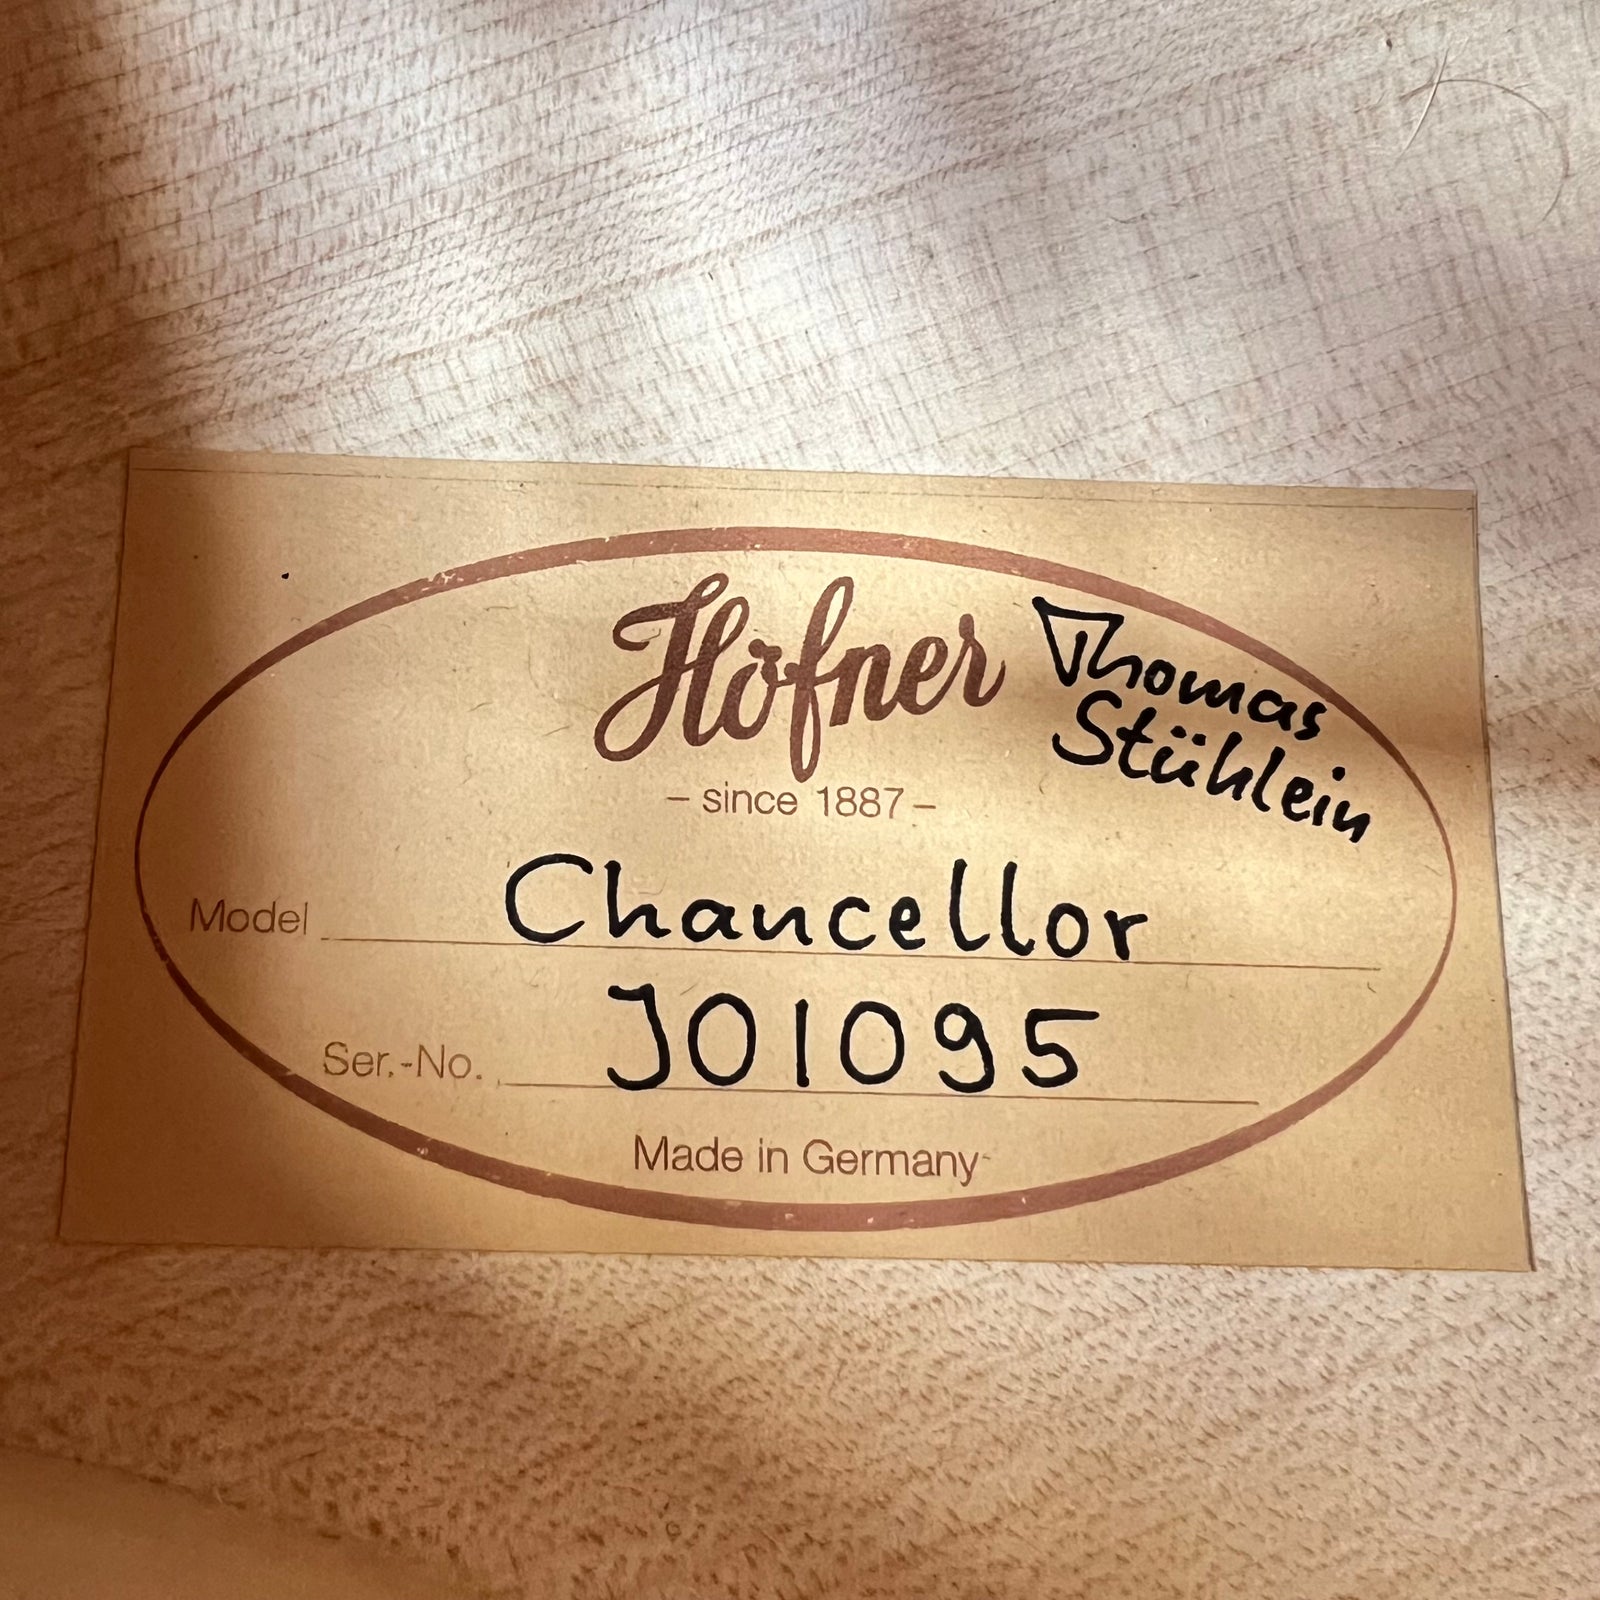 Höfner
Thomas
Stühlein
– since 1887 –
Model Chancellor
Ser.-No. J01095
Made in Germany